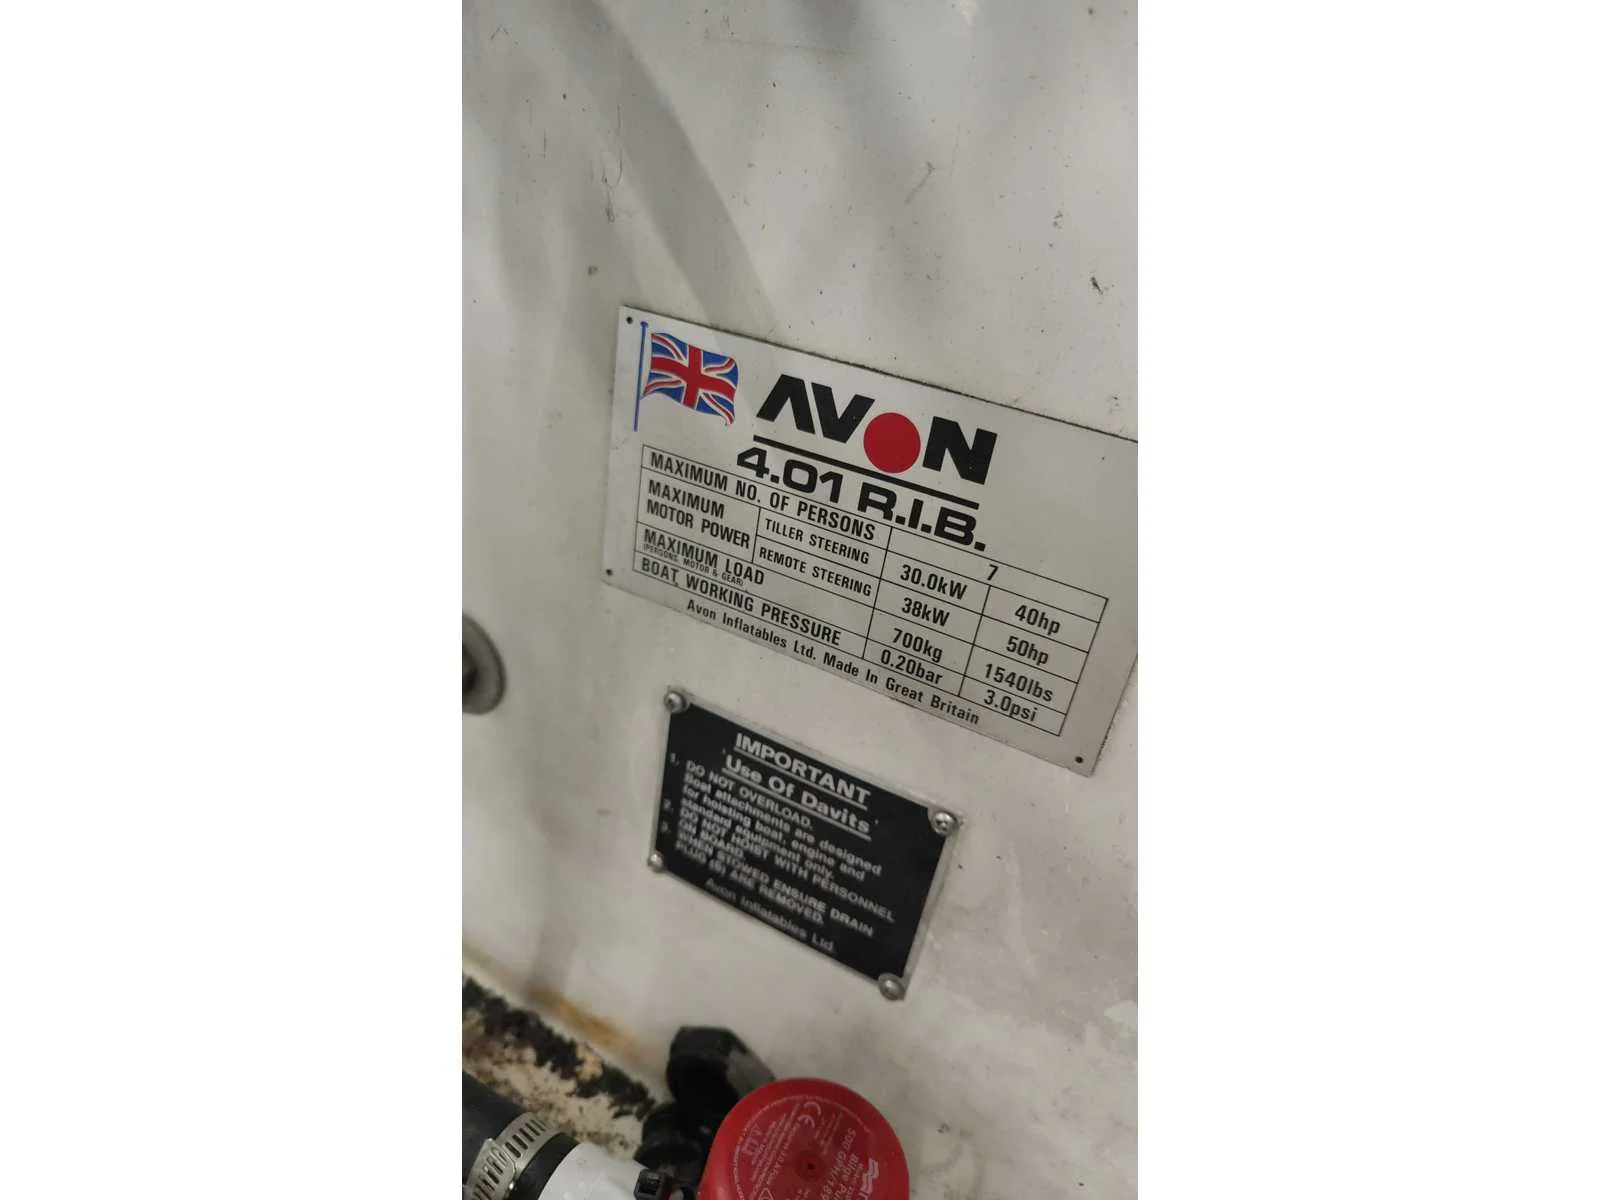 AVON
4.01 R.I.B.
MAXIMUM NO. OF PERSONS 7
MAXIMUM MOTOR POWER TILLER STEERING 30.0kW 40hp
REMOTE STEERING 38kW 50hp
MAXIMUM LOAD 700kg 1540lbs
(PERSONS, MOTOR & GEAR)
BOAT WORKING PRESSURE 0.20bar 3.0psi
Avon Inflatables Ltd. Made In Great Britain
IMPORTANT
Use Of Davits
1. DO NOT OVERLOAD.
Boat attachments are designed
for hoisting boat, engine and
standard equipment only.
2. DO NOT HOIST WITH PERSONNEL
ON BOARD.
3. WHEN STOWED ENSURE DRAIN
PLUG (S) ARE REMOVED.
Avon Inflatables Ltd.
CE
500 GPH
Bilge